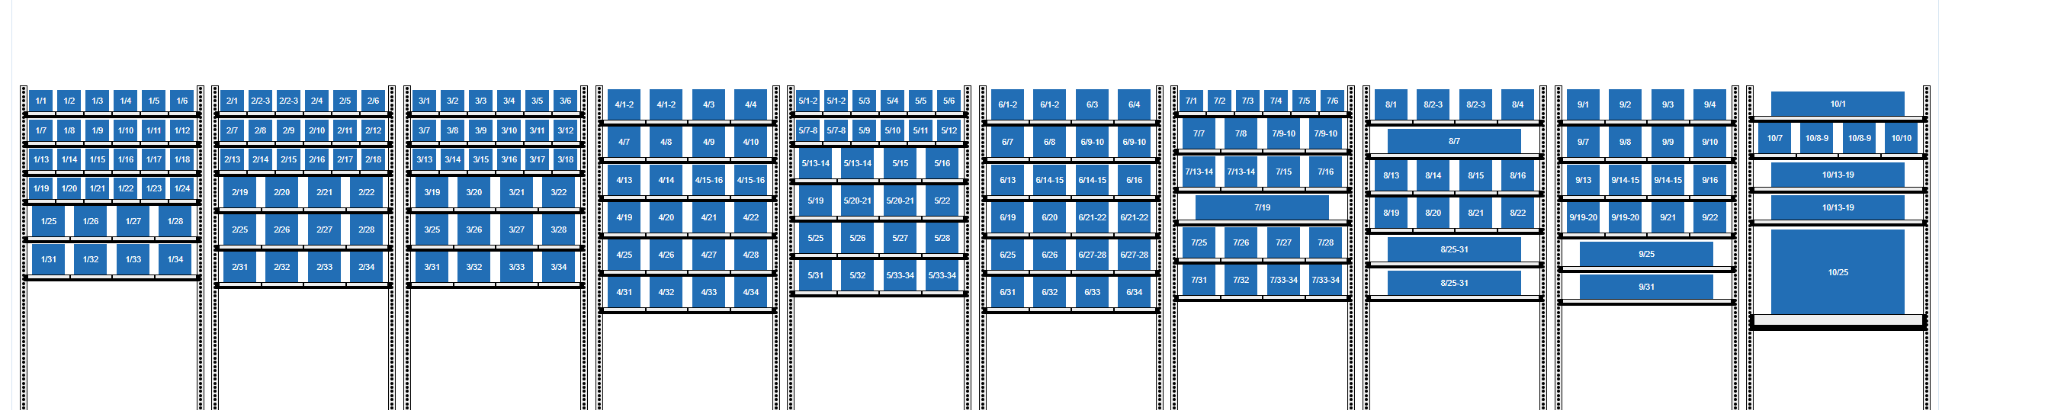 1/1 1/2 1/3 1/4 1/5 1/6
1/7 1/8 1/9 1/10 1/11 1/12
1/13 1/14 1/15 1/16 1/17 1/18
1/19 1/20 1/21 1/22 1/23 1/24
1/25 1/26 1/27 1/28
1/31 1/32 1/33 1/34
2/1 2/2-3 2/2-3 2/4 2/5 2/6
2/7 2/8 2/9 2/10 2/11 2/12
2/13 2/14 2/15 2/16 2/17 2/18
2/19 2/20 2/21 2/22
2/25 2/26 2/27 2/28
2/31 2/32 2/33 2/34
3/1 3/2 3/3 3/4 3/5 3/6
3/7 3/8 3/9 3/10 3/11 3/12
3/13 3/14 3/15 3/16 3/17 3/18
3/19 3/20 3/21 3/22
3/25 3/26 3/27 3/28
3/31 3/32 3/33 3/34
4/1-2 4/1-2 4/3 4/4
4/7 4/8 4/9 4/10
4/13 4/14 4/15-16 4/15-16
4/19 4/20 4/21 4/22
4/25 4/26 4/27 4/28
4/31 4/32 4/33 4/34
5/1-2 5/1-2 5/3 5/4 5/5 5/6
5/7-8 5/7-8 5/9 5/10 5/11 5/12
5/13-14 5/13-14 5/15 5/16
5/19 5/20-21 5/20-21 5/22
5/25 5/26 5/27 5/28
5/31 5/32 5/33-34 5/33-34
6/1-2 6/1-2 6/3 6/4
6/7 6/8 6/9-10 6/9-10
6/13 6/14-15 6/14-15 6/16
6/19 6/20 6/21-22 6/21-22
6/25 6/26 6/27-28 6/27-28
6/31 6/32 6/33 6/34
7/1 7/2 7/3 7/4 7/5 7/6
7/7 7/8 7/9-10 7/9-10
7/13-14 7/13-14 7/15 7/16
7/19
7/25 7/26 7/27 7/28
7/31 7/32 7/33-34 7/33-34
8/1 8/2-3 8/2-3 8/4
8/7
8/13 8/14 8/15 8/16
8/19 8/20 8/21 8/22
8/25-31
8/25-31
9/1 9/2 9/3 9/4
9/7 9/8 9/9 9/10
9/13 9/14-15 9/14-15 9/16
9/19-20 9/19-20 9/21 9/22
9/25
9/31
10/1
10/7 10/8-9 10/8-9 10/10
10/13-19
10/13-19
10/25